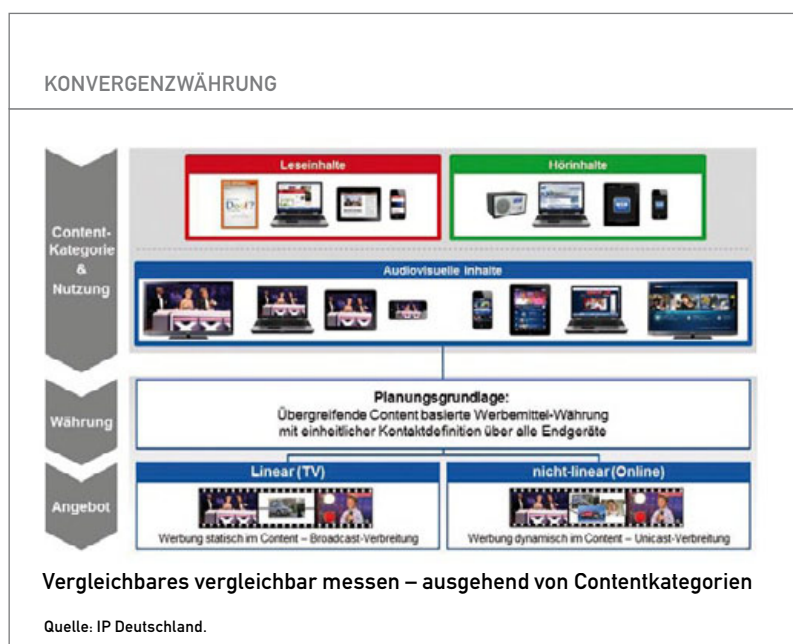 KONVERGENZWÄHRUNG
Content-
Kategorie
&
Nutzung
Leseinhalte
Hörinhalte
Audiovisuelle Inhalte
Währung
Planungsgrundlage:
Übergreifende Content basierte Werbemittel-Währung
mit einheitlicher Kontaktdefinition über alle Endgeräte
Angebot
Linear (TV)
nicht-linear (Online)
Werbung statisch im Content – Broadcast-Verbreitung
Werbung dynamisch im Content – Unicast-Verbreitung
Vergleichbares vergleichbar messen – ausgehend von Contentkategorien
Quelle: IP Deutschland.